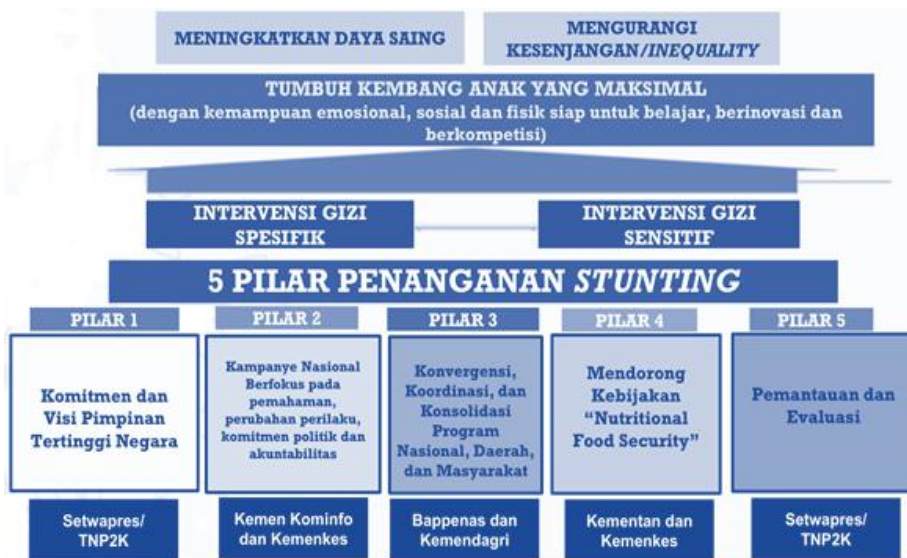 MENINGKATKAN DAYA SAING
MENGURANGI
KESENJANGAN/INEQUALITY
TUMBUH KEMBANG ANAK YANG MAKSIMAL
(dengan kemampuan emosional, sosial dan fisik siap untuk belajar, berinovasi dan
berkompetisi)
INTERVENSI GIZI
SPESIFIK
INTERVENSI GIZI
SENSITIF
5 PILAR PENANGANAN STUNTING
PILAR 1
Komitmen dan
Visi Pimpinan
Tertinggi Negara
Setwapres/
TNP2K
PILAR 2
Kampanye Nasional
Berfokus pada
pemahaman,
perubahan perilaku,
komitmen politik dan
akuntabilitas
Kemen Kominfo
dan Kemenkes
PILAR 3
Konvergensi,
Koordinasi, dan
Konsolidasi
Program
Nasional, Daerah,
dan Masyarakat
Bappenas dan
Kemendagri
PILAR 4
Mendorong
Kebijakan
“Nutritional
Food Security”
Kementan dan
Kemenkes
PILAR 5
Pemantauan dan
Evaluasi
Setwapres/
TNP2K